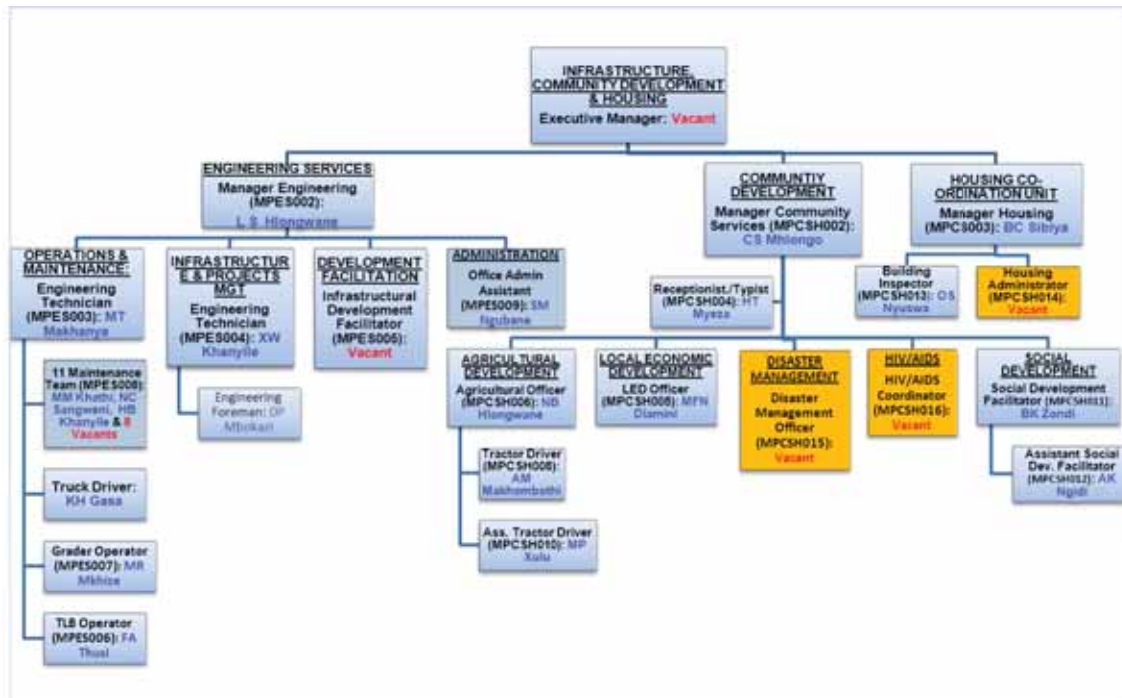 INFRASTRUCTURE,
COMMUNITY DEVELOPMENT
& HOUSING
Executive Manager: Vacant
ENGINEERING SERVICES
Manager Engineering
(MPES002):
L S Hlongwane
COMMUNTIY
DEVELOPMENT
Manager Community
Services (MPCSH002):
CS Mhlongo
HOUSING CO-
ORDINATION UNIT
Manager Housing
(MPCS003): BC Sibiya
OPERATIONS &
MAINTENANCE:
Engineering
Technician
(MPES003): MT
Makhanya
INFRASTRUCTUR
E & PROJECTS
MGT
Engineering
Technician
(MPES004): XW
Khanyile
DEVELOPMENT
FACILITATION
Infrastructural
Development
Facilitator
(MPES005):
Vacant
ADMINISTRATION
Office Admin
Assistant
(MPES009): SM
Ngubane
Receptionist./Typist
(MPCSH004): HT
Myeza
Building
Inspector
(MPCSH013): OS
Nyuswa
Housing
Administrator
(MPCSH014):
Vacant
11 Maintenance
Team (MPES008):
MM Khathi, NC
Sangweni, HB
Khanyile & 8
Vacants
Engineering
Foreman: DP
Mbokazi
AGRICULTURAL
DEVELOPMENT
Agricultural Officer
(MPCSH006): NB
Hlongwane
LOCAL ECONOMIC
DEVELOPMENT
LED Officer
(MPCSH005): MFN
Dlamini
DISASTER
MANAGEMENT
Disaster
Management
Officer
(MPCSH015):
Vacant
HIV/AIDS
HIV/AIDS
Coordinator
(MPCSH016):
Vacant
SOCIAL
DEVELOPMENT
Social Development
Facilitator (MPCSH011):
BK Zondi
Truck Driver:
KH Gasa
Tractor Driver
(MPCSH008):
AM
Makhombothi
Assistant Social
Dev. Facilitator
(MPCSH012): AK
Ngidi
Grader Operator
(MPES007): MR
Mkhize
Ass. Tractor Driver
(MPCSH010): MP
Xulu
TLB Operator
(MPES006): FA
Thusi